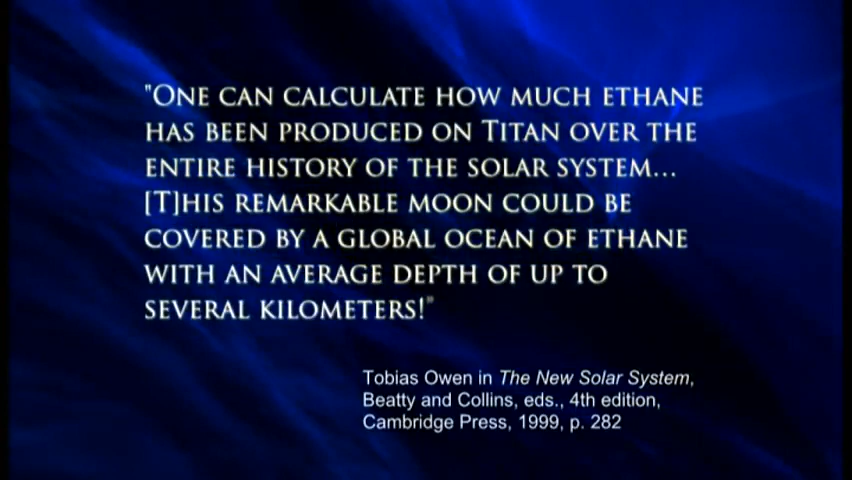 "One can calculate how much ethane
has been produced on Titan over the
entire history of the solar system...
[T]his remarkable moon could be
covered by a global ocean of ethane
with an average depth of up to
several kilometers!"
Tobias Owen in The New Solar System,
Beatty and Collins, eds., 4th edition,
Cambridge Press, 1999, p. 282